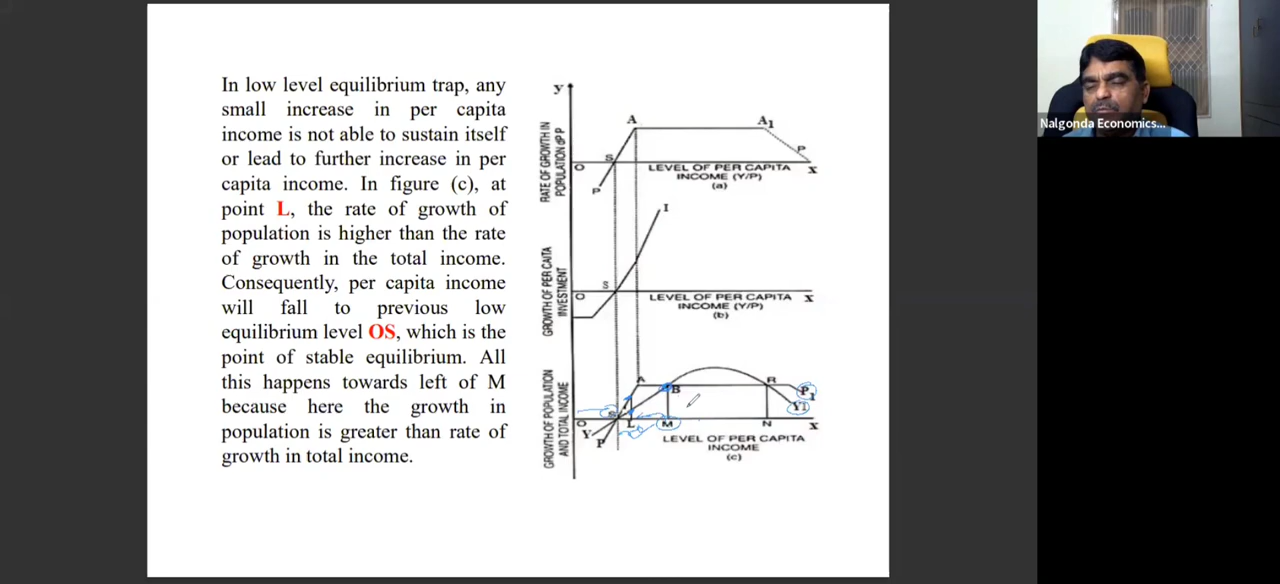 In low level equilibrium trap, any
small increase in per capita
income is not able to sustain itself
or lead to further increase in per
capita income. In figure (c), at
point L, the rate of growth of
population is higher than the rate
of growth in the total income.
Consequently, per capita income
will fall to previous low
equilibrium level OS, which is the
point of stable equilibrium. All
this happens towards left of M
because here the growth in
population is greater than rate of
growth in total income.
y
RATE OF GROWTH IN
POPULATION dP P
A
A1
S
P
O
P
LEVEL OF PER CAPITA
INCOME (Y/P)
(a)
X
GROWTH OF PER CAITA
INVESTMENT
I
S
O
LEVEL OF PER CAPITA
INCOME (Y/P)
(b)
X
GROWTH OF POPULATION
AND TOTAL INCOME
A
B
R
P1
Y1
S
O
L
M
N
X
Y
P
LEVEL OF PER CAPITA
INCOME
(c)
Nalgonda Economics...